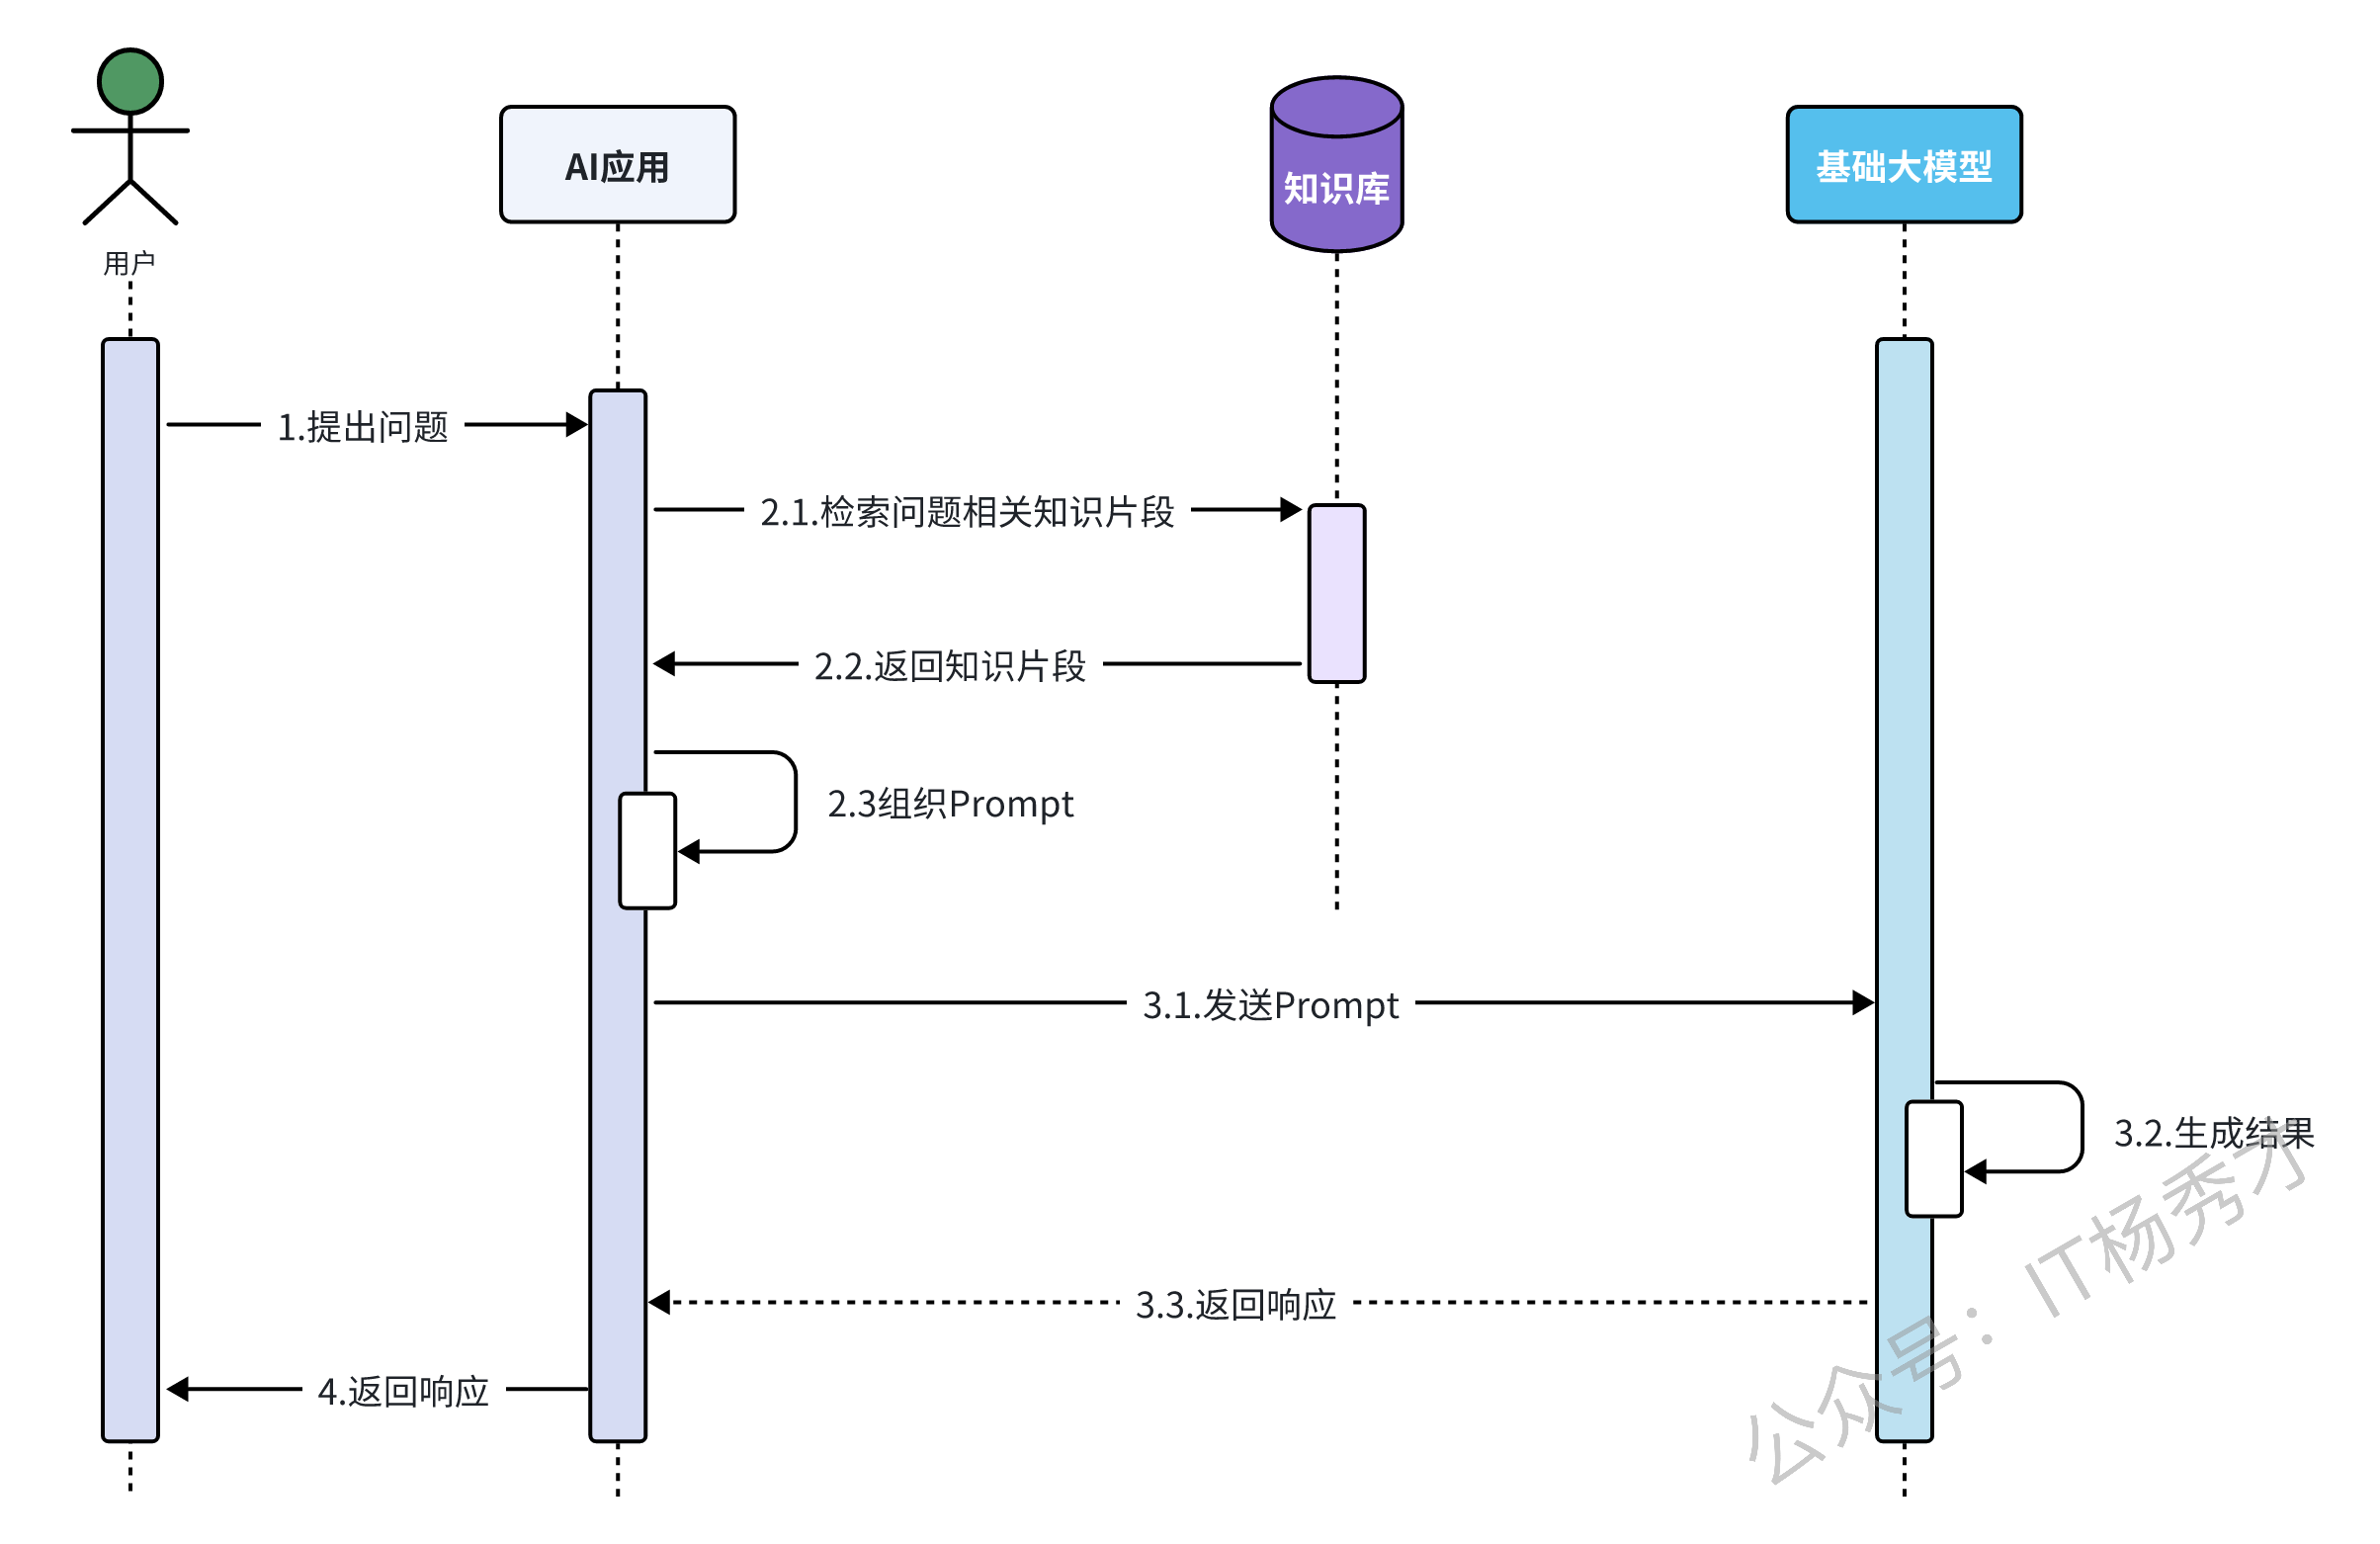 用户
AI应用
知识库
基础大模型
1.提出问题
2.1.检索问题相关知识片段
2.2.返回知识片段
2.3组织Prompt
3.1.发送Prompt
3.2.生成结果
3.3.返回响应
4.返回响应
公众号：IT杨秀才